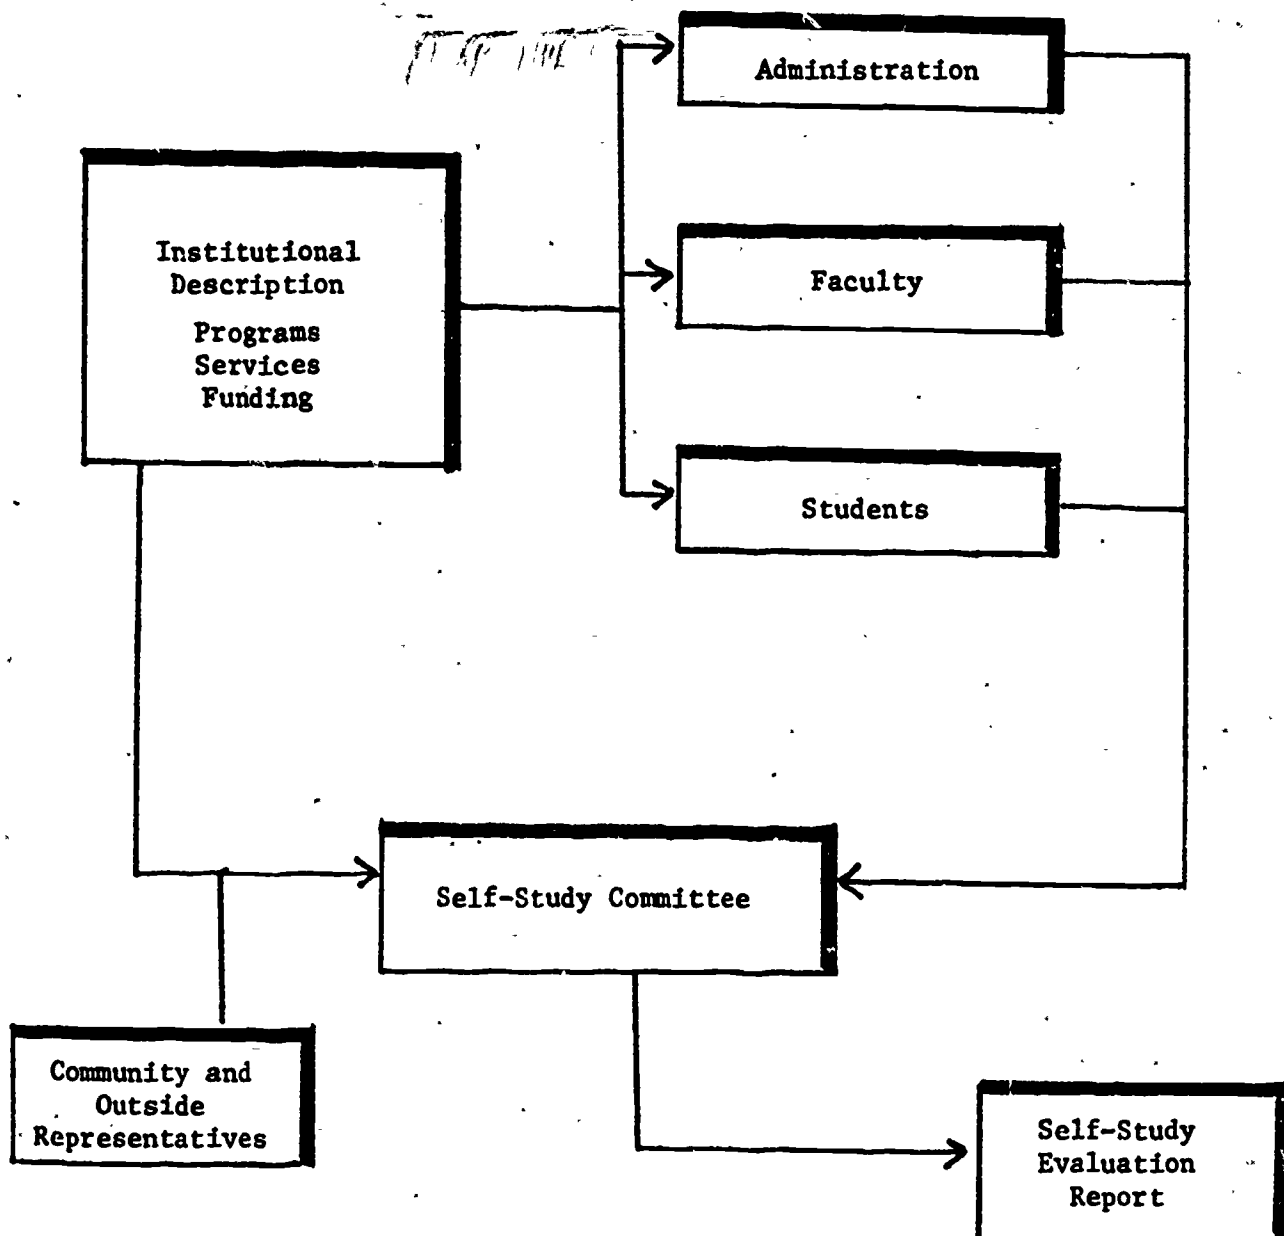 Administration
Institutional
Description
Programs
Services
Funding
Faculty
Students
Self-Study Committee
Community and
Outside
Representatives
Self-Study
Evaluation
Report